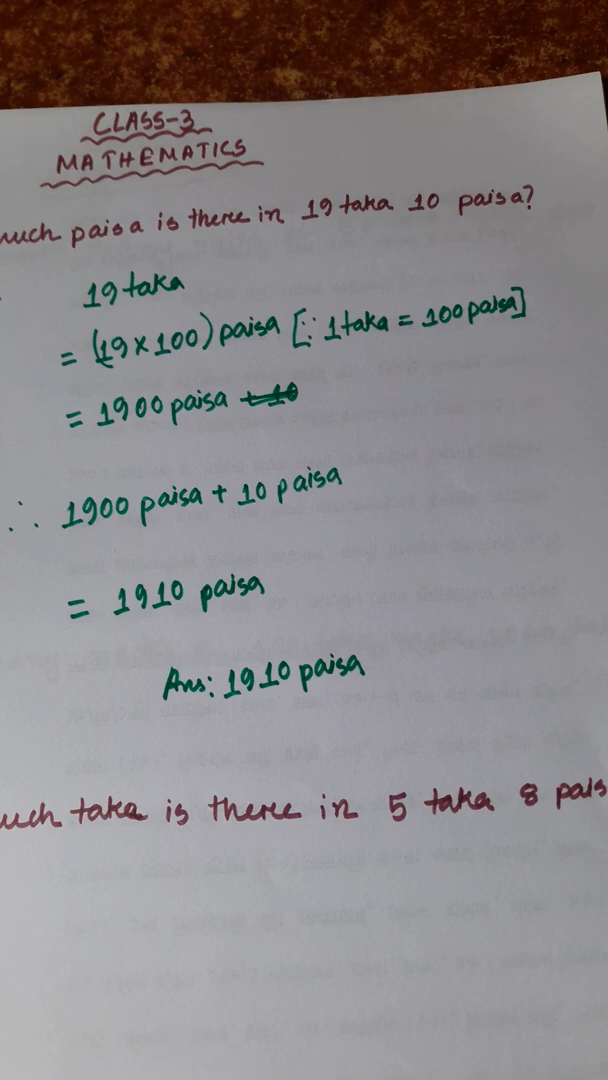 CLASS-3
MATHEMATICS
much paisa is there in 19 taka 10 paisa?
19 taka
= (19 × 100) paisa [∵ 1 taka = 100 paisa]
= 1900 paisa + 10
∴ 1900 paisa + 10 paisa
= 1910 paisa
Ans: 1910 paisa
uch taka is there in 5 taka 8 pais